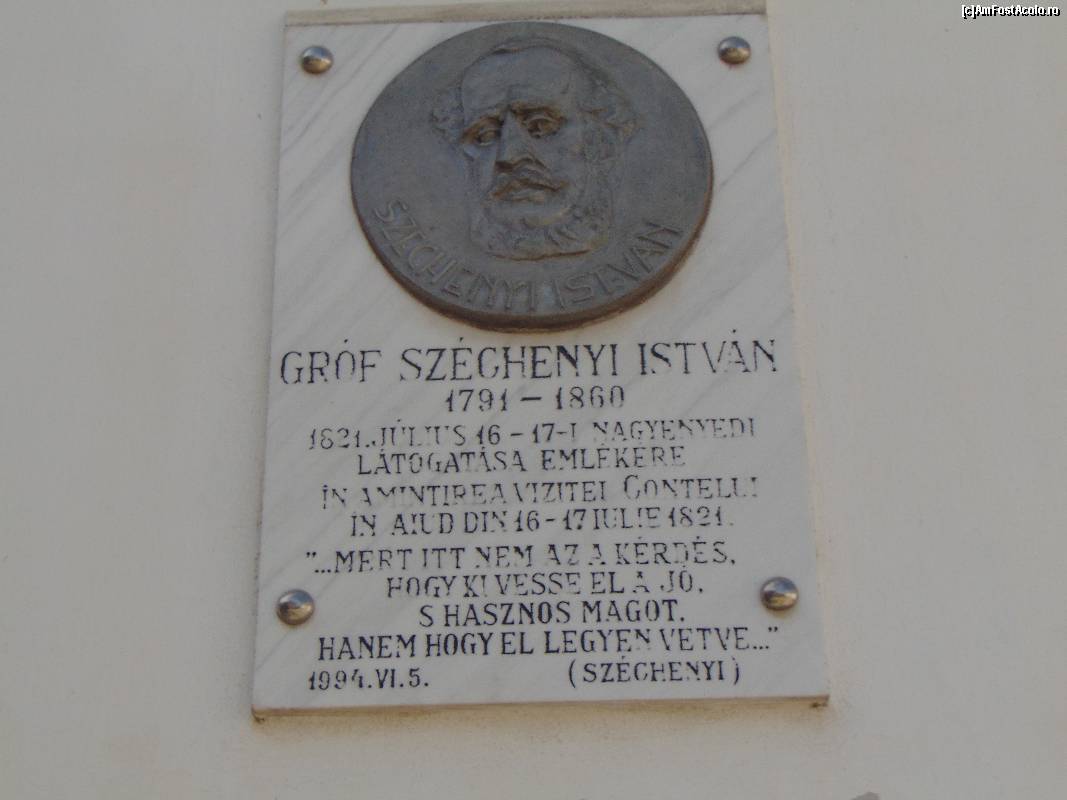 [c]AmFostAcolo.ro
SZÉCHENYI ISTVÁN
GRÓF SZÉCHENYI ISTVÁN
1791 – 1860
1821. JÚLIUS 16 – 17-I NAGYENYEDI
LÁTOGATÁSA EMLÉKÉRE
ÎN AMINTIREA VIZITEI CONTELUI
ÎN AIUD DIN 16 – 17 IULIE 1821.
"...MERT ITT NEM AZ A KÉRDÉS,
HOGY KI VESSE EL A JÓ,
S HASZNOS MAGOT,
HANEM HOGY EL LEGYEN VETVE..."
1994.VI.5. (SZÉCHENYI)